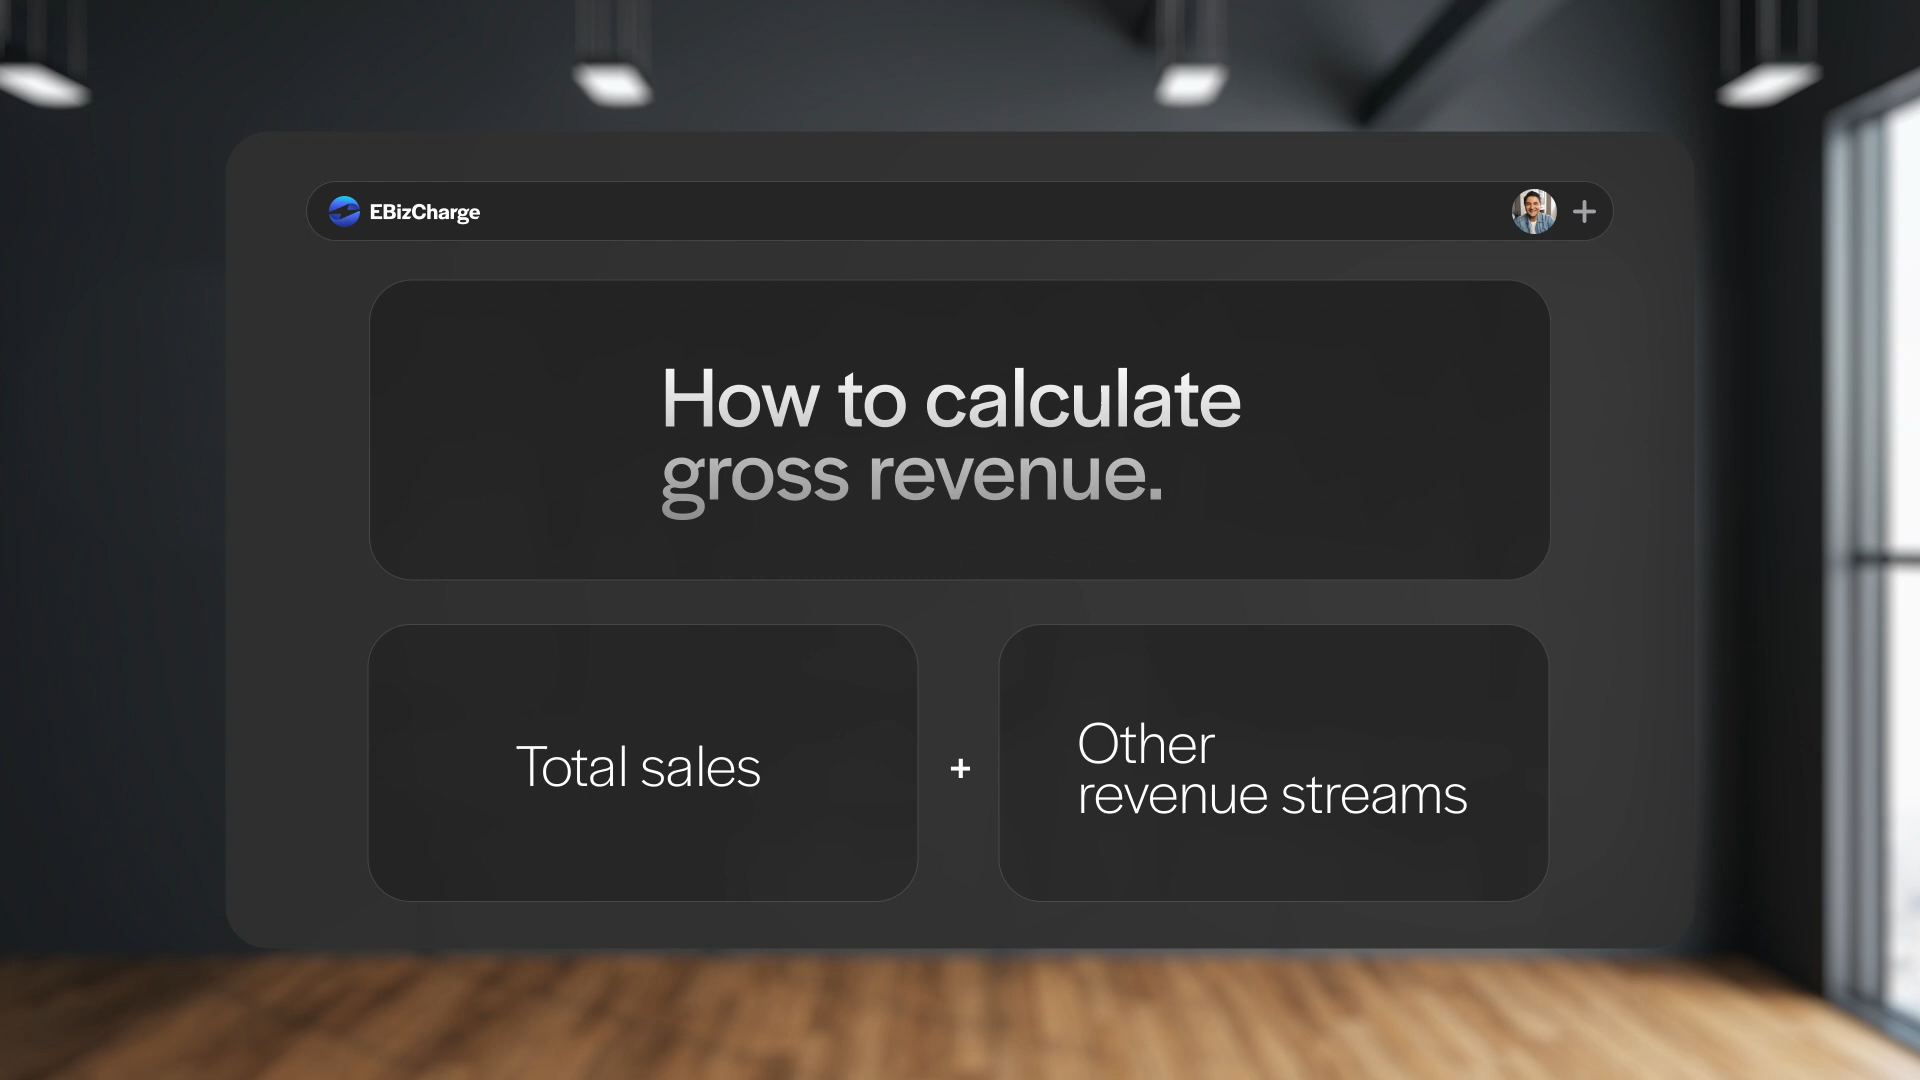 EBizCharge
How to calculate
gross revenue.
Total sales
+
Other
revenue streams